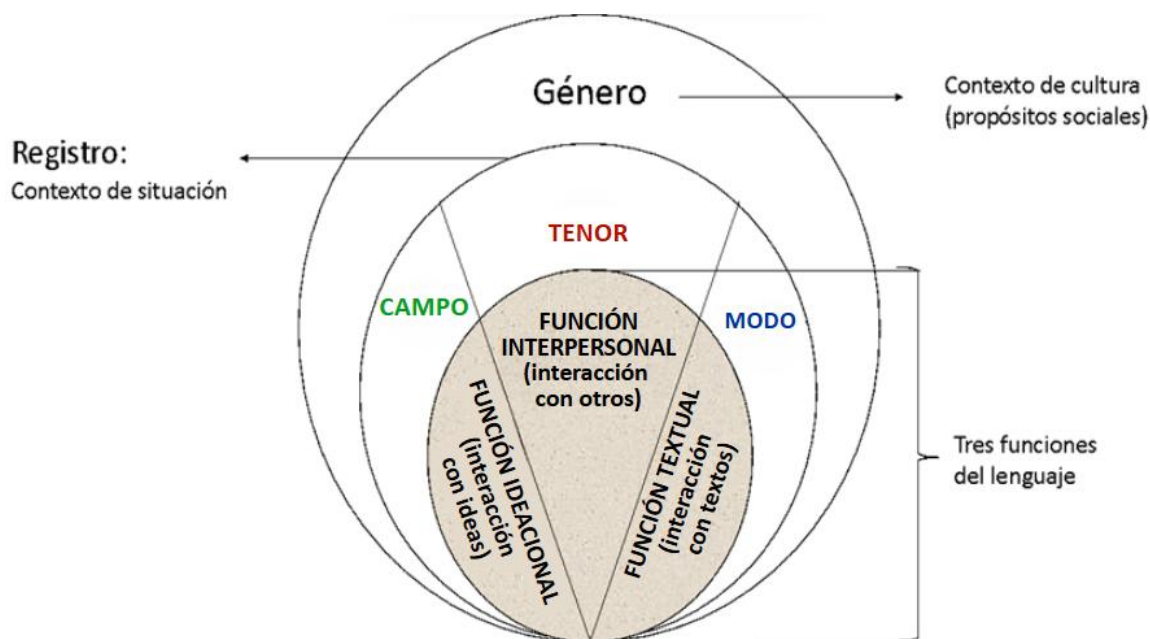 Género
Contexto de cultura
(propósitos sociales)
Registro:
Contexto de situación
TENOR
CAMPO
MODO
FUNCIÓN
INTERPERSONAL
(interacción
con otros)
FUNCIÓN IDEACIONAL
(interacción
con ideas)
FUNCIÓN TEXTUAL
(interacción
con textos)
Tres funciones
del lenguaje